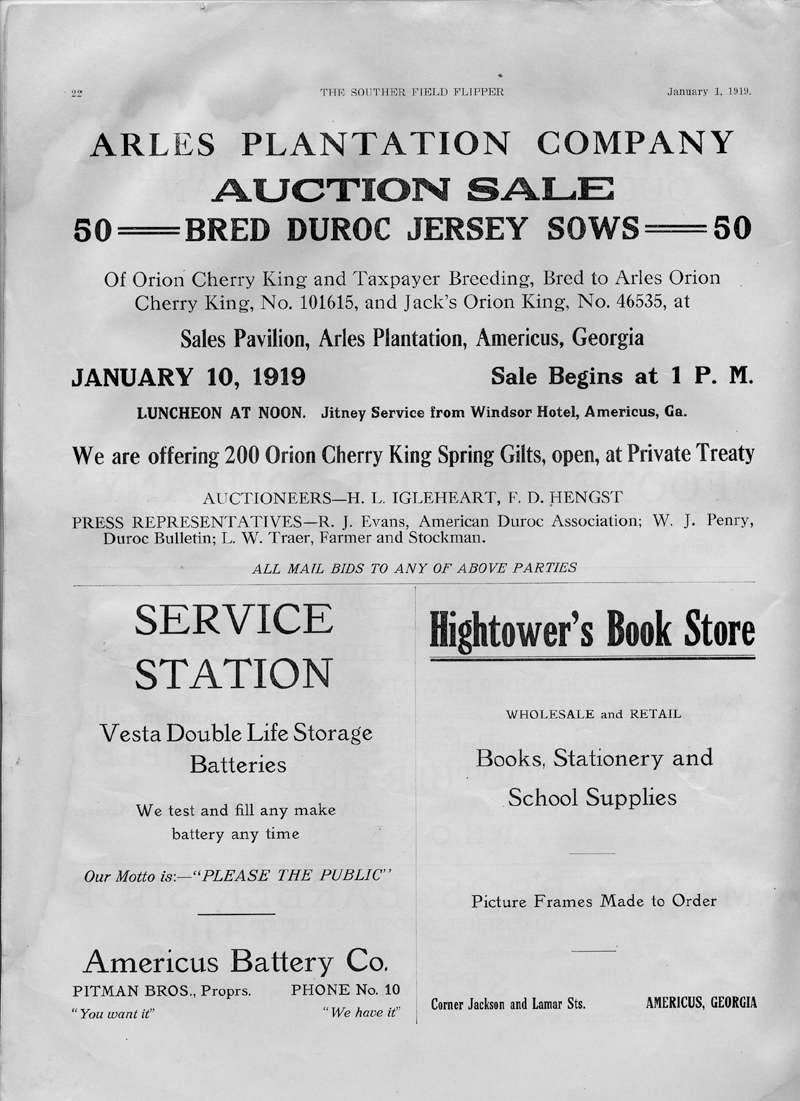 22 THE SOUTHER FIELD FLIPPER January 1, 1919.
ARLES PLANTATION COMPANY
AUCTION SALE
50 BRED DUROC JERSEY SOWS 50
Of Orion Cherry King and Taxpayer Breeding, Bred to Arles Orion
Cherry King, No. 101615, and Jack's Orion King, No. 46535, at
Sales Pavilion, Arles Plantation, Americus, Georgia
JANUARY 10, 1919 Sale Begins at 1 P. M.
LUNCHEON AT NOON. Jitney Service from Windsor Hotel, Americus, Ga.
We are offering 200 Orion Cherry King Spring Gilts, open, at Private Treaty
AUCTIONEERS—H. L. IGLEHEART, F. D. HENGST
PRESS REPRESENTATIVES—R. J. Evans, American Duroc Association; W. J. Penry,
Duroc Bulletin; L. W. Traer, Farmer and Stockman.
ALL MAIL BIDS TO ANY OF ABOVE PARTIES
SERVICE
STATION
Vesta Double Life Storage
Batteries
We test and fill any make
battery any time
Our Motto is:—"PLEASE THE PUBLIC"
Americus Battery Co.
PITMAN BROS., Proprs. PHONE No. 10
"You want it" "We have it"
Hightower's Book Store
WHOLESALE and RETAIL
Books, Stationery and
School Supplies
Picture Frames Made to Order
Corner Jackson and Lamar Sts. AMERICUS, GEORGIA